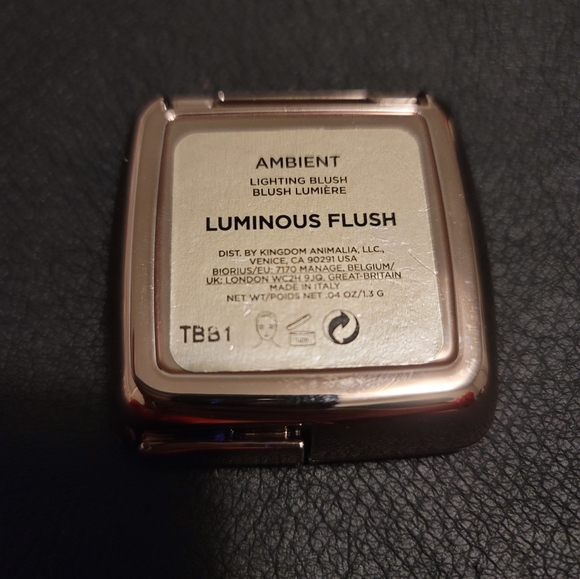 AMBIENT
LIGHTING BLUSH
BLUSH LUMIÈRE
LUMINOUS FLUSH
DIST. BY KINGDOM ANIMALIA, LLC.,
VENICE, CA 90291 USA
BIORIUS/EU: 7170 MANAGE, BELGIUM/
UK: LONDON WC2H 9JQ, GREAT-BRITAIN
MADE IN ITALY
NET WT/POIDS NET .04 OZ/1.3 G
TBB1